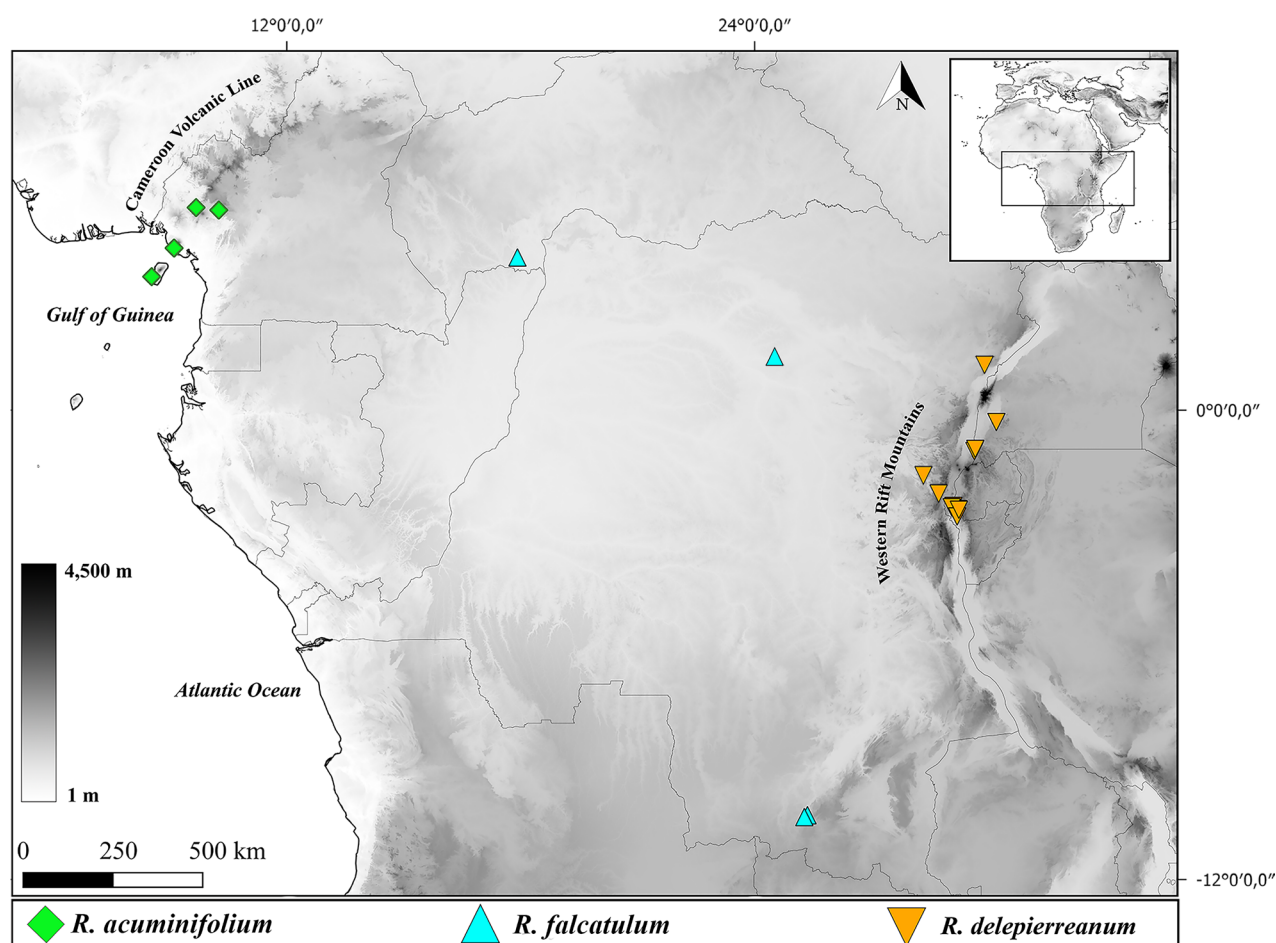 12°0′0,0″ 24°0′0,0″
Cameroon Volcanic Line
N
Gulf of Guinea
0°0′0,0″
Western Rift Mountains
4,500 m
Atlantic Ocean
1 m
0 250 500 km
-12°0′0,0″
R. acuminifolium R. falcatulum R. delepierreanum